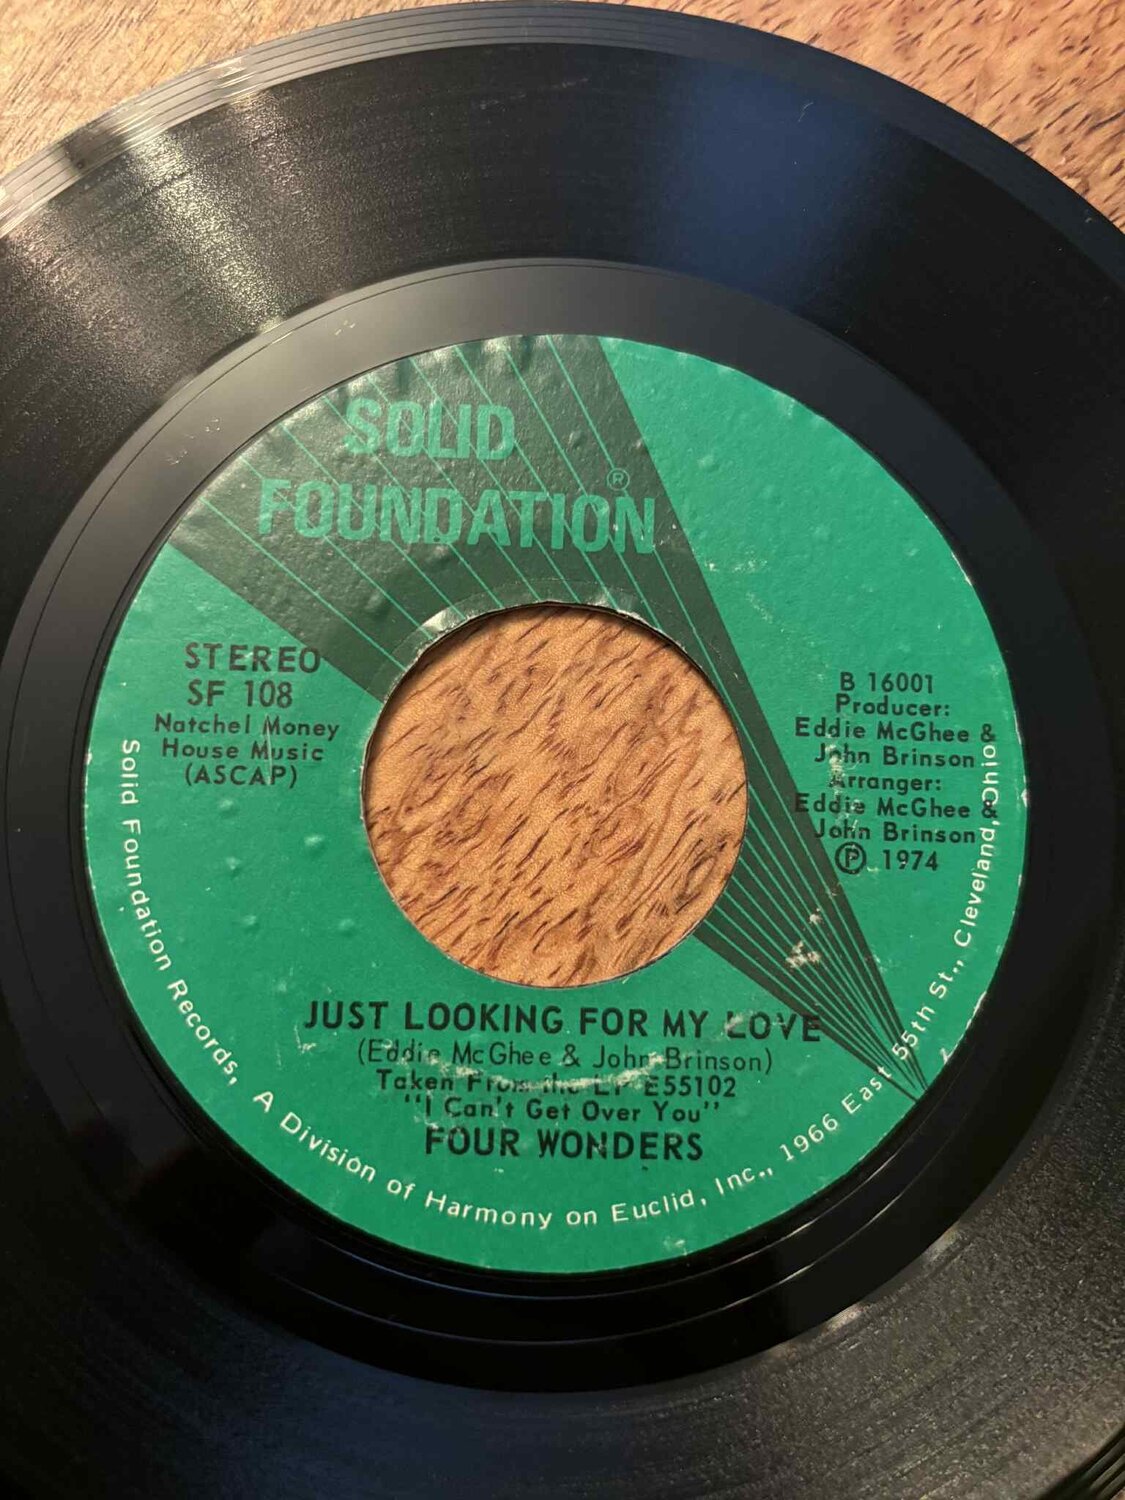 SOLID
FOUNDATION®
STEREO
SF 108
Natchel Money
House Music
(ASCAP)
B 16001
Producer:
Eddie McGhee &
John Brinson
Arranger:
Eddie McGhee &
John Brinson
℗ 1974
JUST LOOKING FOR MY LOVE
(Eddie McGhee & John Brinson)
Taken From the LP E55102
"I Can't Get Over You"
FOUR WONDERS
Solid Foundation Records, A Division of Harmony on Euclid, Inc., 1966 East 55th St., Cleveland, Ohio